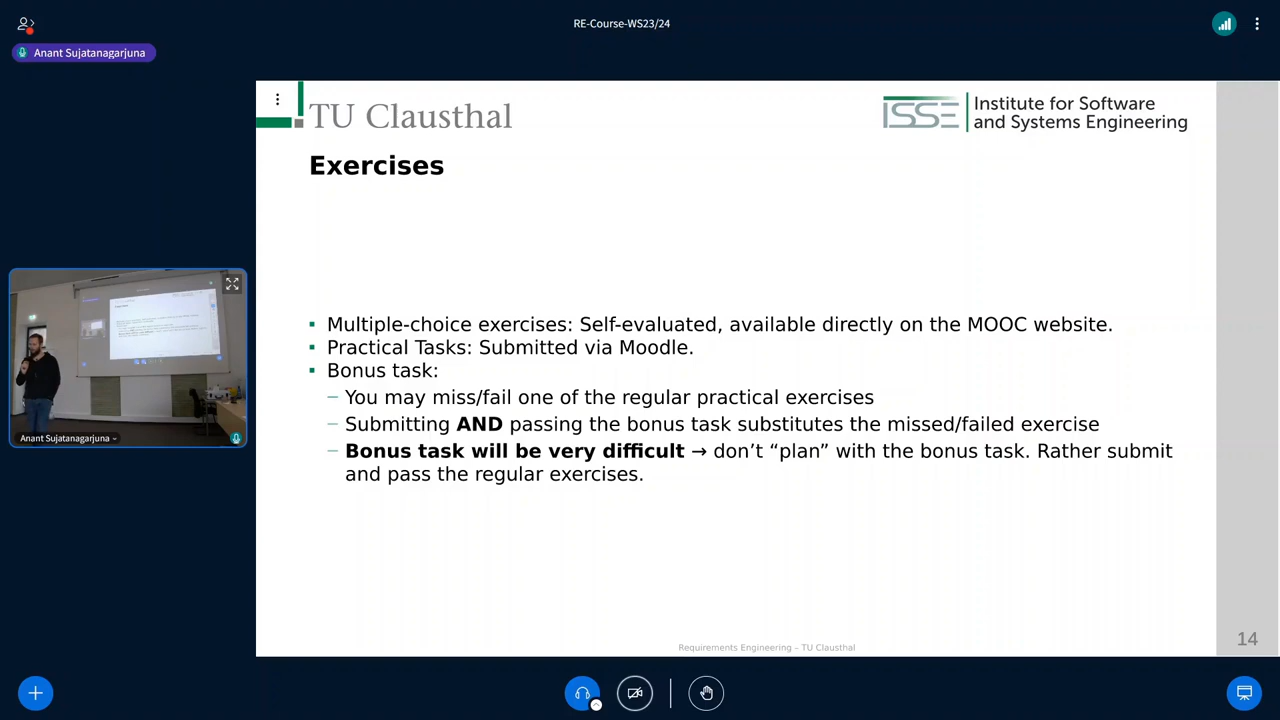 RE-Course-WS23/24
Anant Sujatanagarjuna
TU Clausthal
ISSE
Institute for Software
and Systems Engineering
Exercises
▪ Multiple-choice exercises: Self-evaluated, available directly on the MOOC website.
▪ Practical Tasks: Submitted via Moodle.
▪ Bonus task:
– You may miss/fail one of the regular practical exercises
– Submitting AND passing the bonus task substitutes the missed/failed exercise
– Bonus task will be very difficult → don’t “plan” with the bonus task. Rather submit
and pass the regular exercises.
Anant Sujatanagarjuna
Requirements Engineering – TU Clausthal
14